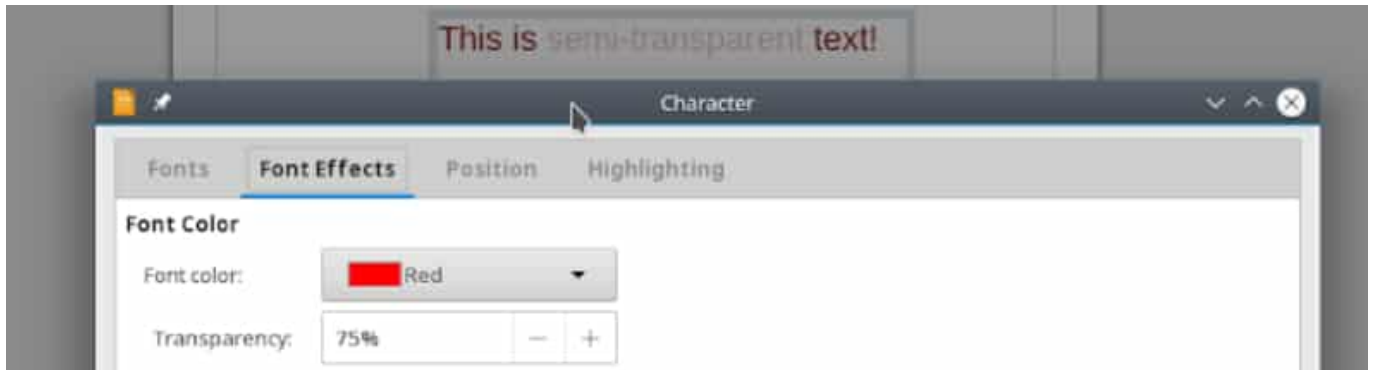 This is semi-transparent text!
Character
Fonts Font Effects Position Highlighting
Font Color
Font color: Red
Transparency: 75%